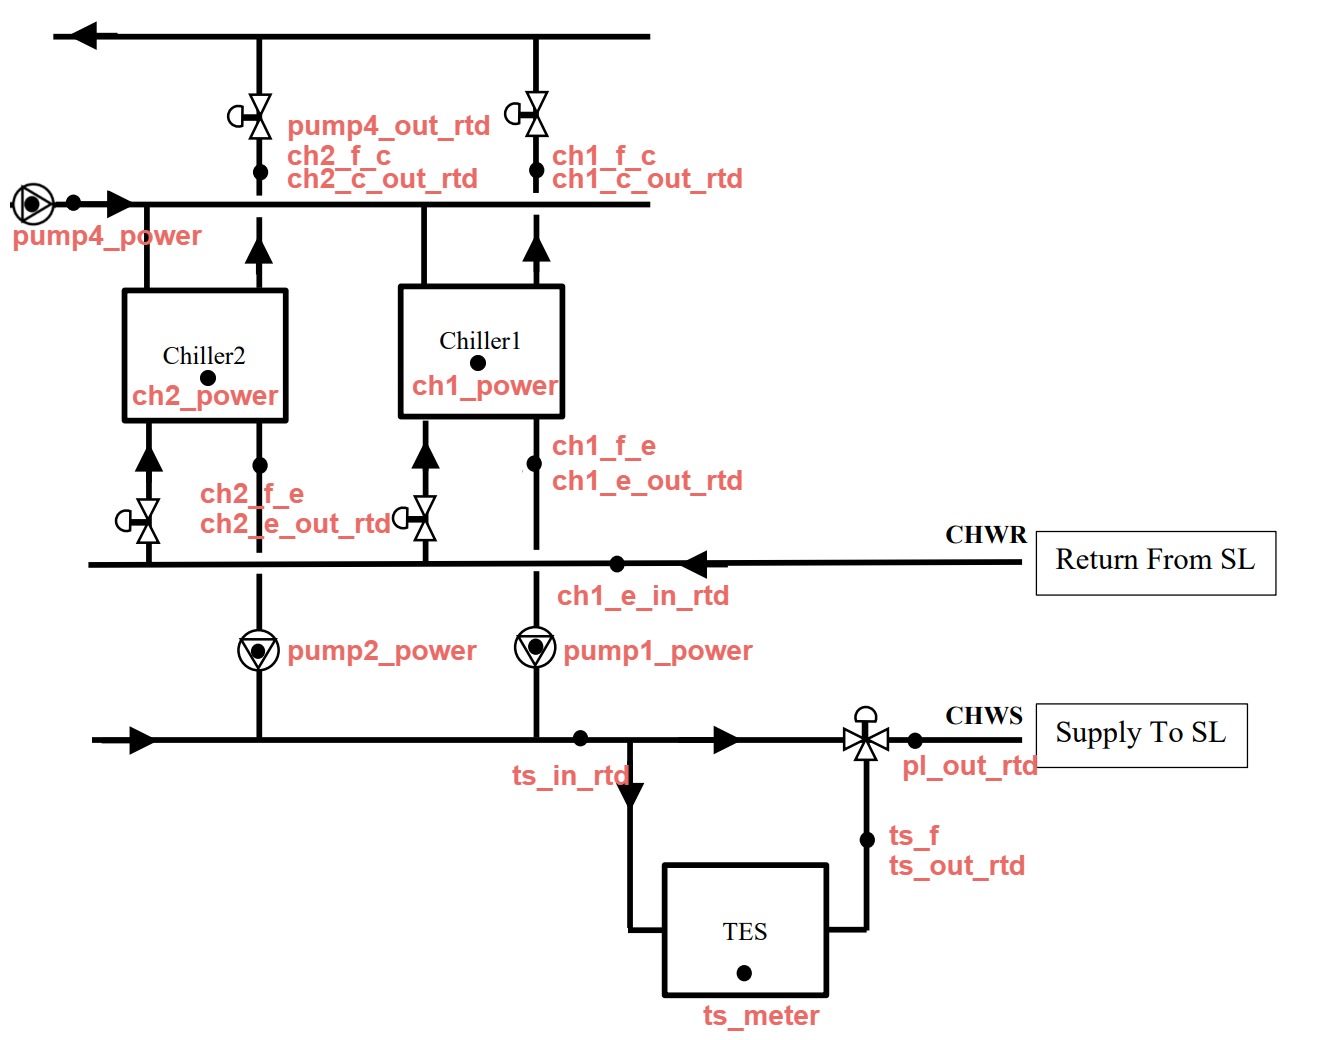 pump4_out_rtd
ch2_f_c
ch2_c_out_rtd
ch1_f_c
ch1_c_out_rtd
pump4_power
Chiller2
ch2_power
Chiller1
ch1_power
ch1_f_e
ch1_e_out_rtd
ch2_f_e
ch2_e_out_rtd
CHWR
Return From SL
ch1_e_in_rtd
pump2_power
pump1_power
CHWS
Supply To SL
ts_in_rtd
pl_out_rtd
ts_f
ts_out_rtd
TES
ts_meter